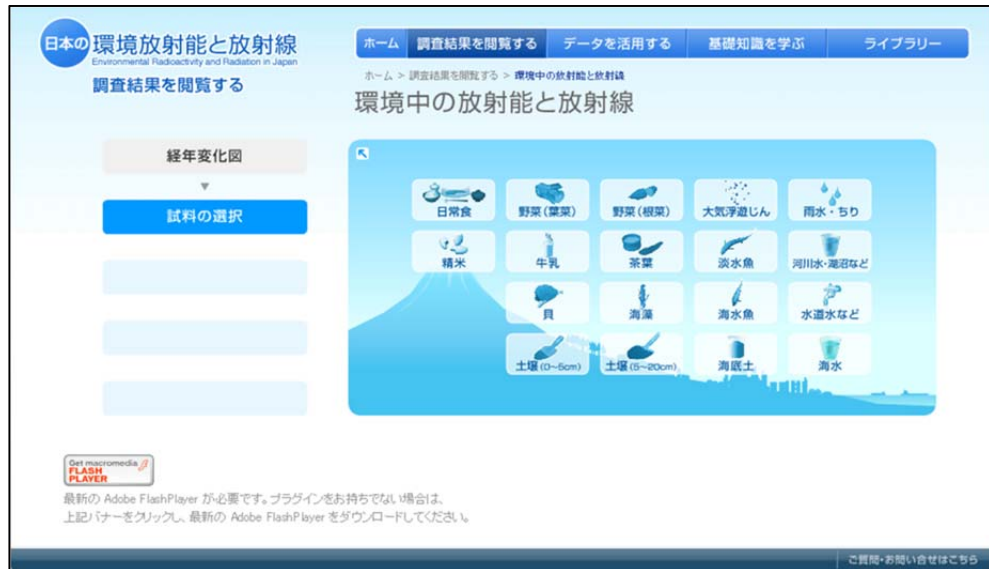 日本の環境放射能と放射線
Environmental Radioactivity and Radiation in Japan
調査結果を閲覧する
ホーム 調査結果を閲覧する データを活用する 基礎知識を学ぶ ライブラリー
ホーム > 調査結果を閲覧する > 環境中の放射能と放射線
環境中の放射能と放射線
経年変化図
▼
試料の選択
日常食 野菜(葉菜) 野菜(根菜) 大気浮遊じん 雨水・ちり
精米 牛乳 茶葉 淡水魚 河川水・湖沼など
貝 海藻 海水魚 水道水など
土壌(0~5cm) 土壌(5~20cm) 海底土 海水
Get macromedia
FLASH
PLAYER
最新の Adobe FlashPlayer が必要です。プラグインをお持ちでない場合は、
上記バナーをクリックし、最新の Adobe FlashPlayer をダウンロードしてください。
ご質問・お問い合せはこちら